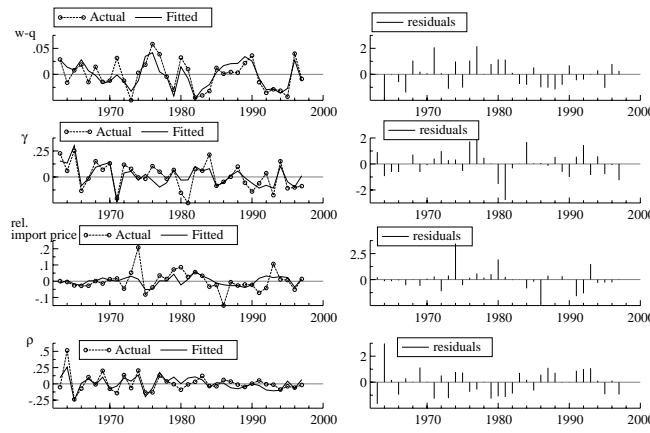 Actual Fitted
residuals
w-q
.05
0
2
0
1970 1980 1990 2000
1970 1980 1990 2000
Actual Fitted
residuals
γ
.25
0
2
0
-2
1970 1980 1990 2000
1970 1980 1990 2000
rel.
import price
Actual Fitted
residuals
.2
.1
0
-.1
2.5
0
1970 1980 1990 2000
1970 1980 1990 2000
ρ
Actual Fitted
residuals
.5
.25
0
-.25
2
0
1970 1980 1990 2000
1970 1980 1990 2000